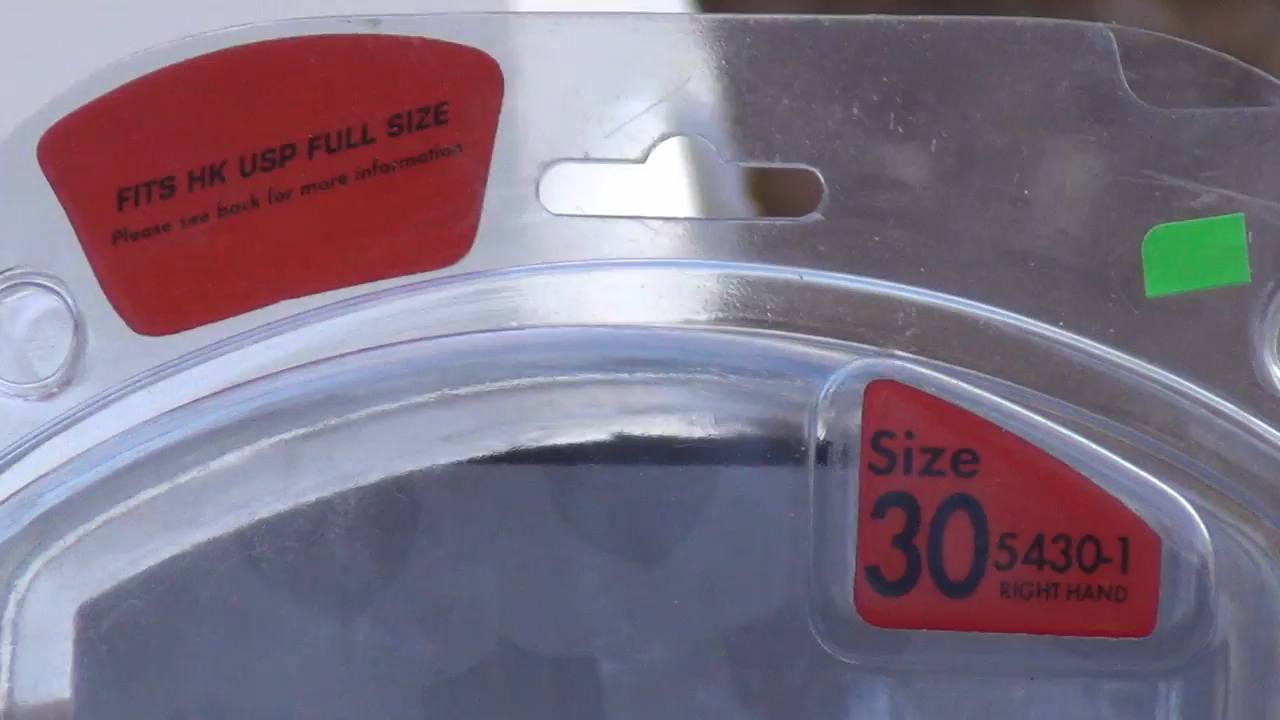 FITS HK USP FULL SIZE
Please see back for more information
Size
30 5430-1
RIGHT HAND